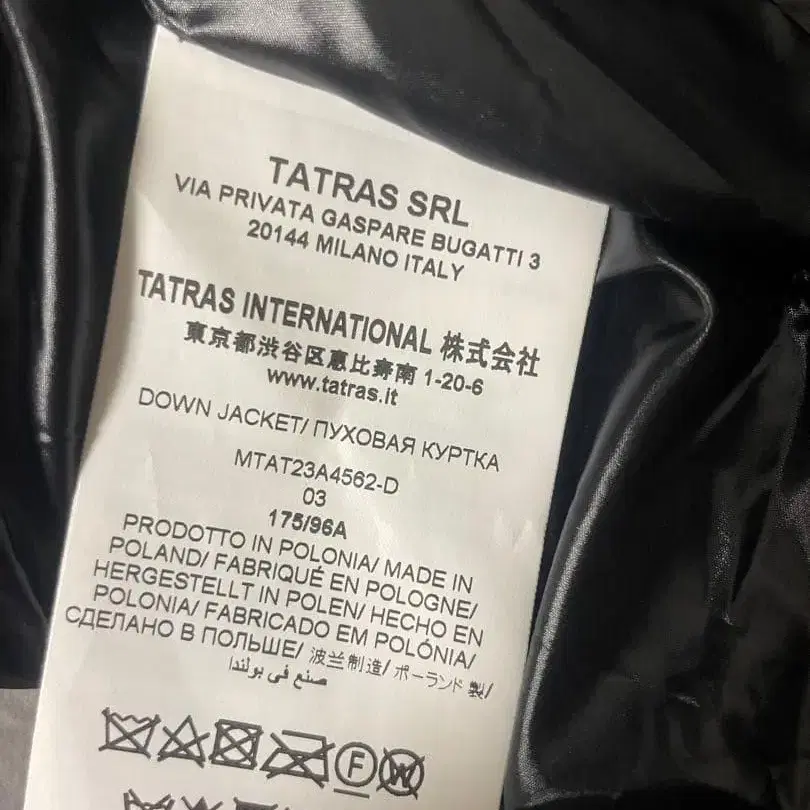 TATRAS SRL
VIA PRIVATA GASPARE BUGATTI 3
20144 MILANO ITALY
TATRAS INTERNATIONAL 株式会社
東京都渋谷区恵比寿南 1-20-6
www.tatras.it
DOWN JACKET/ ПУХОВАЯ КУРТКА
MTAT23A4562-D
03
175/96A
PRODOTTO IN POLONIA/ MADE IN
POLAND/ FABRIQUÉ EN POLOGNE/
HERGESTELLT IN POLEN/ HECHO EN
POLONIA/ FABRICADO EM POLÓNIA/
СДЕЛАНО В ПОЛЬШЕ/ 波兰制造/ ポーランド 製/
صنع في بولندا
F W